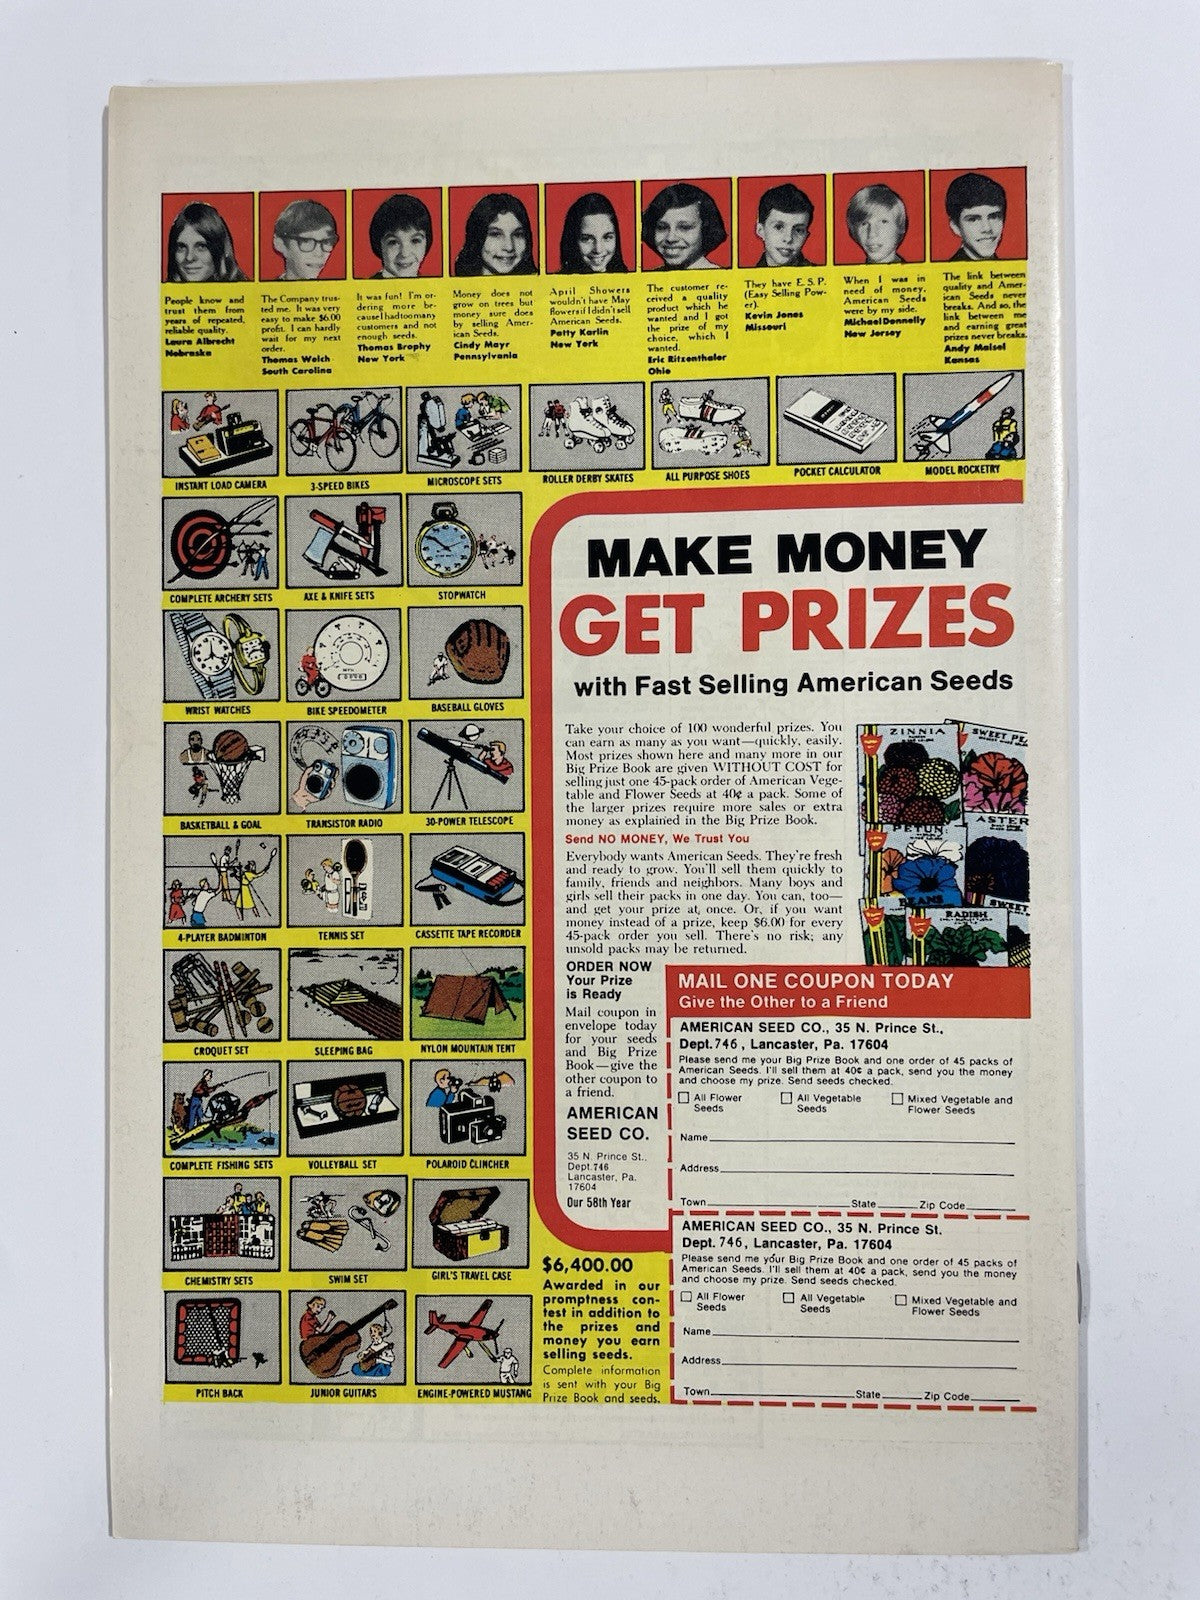 People know and
trust them from
years of repeated,
reliable quality.
Laura Albrecht
Nebraska
The Company trus-
ted me. It was very
easy to make $6.00
profit. I can hardly
wait for my next
order.
Thomas Welch
South Carolina
It was fun! I'm or-
dering more be-
cause I had too many
customers and not
enough seeds.
Thomas Brophy
New York
Money does not
grow on trees but
money sure does
by selling Amer-
ican Seeds.
Cindy Mayr
Pennsylvania
April Showers
wouldn't have May
flowers if I didn't sell
American Seeds.
Patty Karlin
New York
The customer re-
ceived a quality
product which he
wanted and I got
the prize of my
choice, which I
wanted.
Eric Ritzenthaler
Ohio
They have E. S. P.
(Easy Selling Pow-
er).
Kevin Jones
Missouri
When I was in
need of money,
American Seeds
were by my side.
Michael Donnelly
New Jersey
The link between
quality and Amer-
ican Seeds never
breaks. And so, the
link between me
and earning great
prizes never breaks.
Andy Maisel
Kansas
INSTANT LOAD CAMERA
3-SPEED BIKES
MICROSCOPE SETS
ROLLER DERBY SKATES
ALL PURPOSE SHOES
POCKET CALCULATOR
MODEL ROCKETRY
COMPLETE ARCHERY SETS
AXE & KNIFE SETS
STOPWATCH
WRIST WATCHES
BIKE SPEEDOMETER
BASEBALL GLOVES
BASKETBALL & GOAL
TRANSISTOR RADIO
30-POWER TELESCOPE
4-PLAYER BADMINTON
TENNIS SET
CASSETTE TAPE RECORDER
CROQUET SET
SLEEPING BAG
NYLON MOUNTAIN TENT
COMPLETE FISHING SETS
VOLLEYBALL SET
POLAROID CLINCHER
CHEMISTRY SETS
SWIM SET
GIRL'S TRAVEL CASE
PITCH BACK
JUNIOR GUITARS
ENGINE-POWERED MUSTANG
MAKE MONEY
GET PRIZES
with Fast Selling American Seeds
Take your choice of 100 wonderful prizes. You
can earn as many as you want—quickly, easily.
Most prizes shown here and many more in our
Big Prize Book are given WITHOUT COST for
selling just one 45-pack order of American Vege-
table and Flower Seeds at 40¢ a pack. Some of
the larger prizes require more sales or extra
money as explained in the Big Prize Book.
Send NO MONEY, We Trust You
Everybody wants American Seeds. They're fresh
and ready to grow. You'll sell them quickly to
family, friends and neighbors. Many boys and
girls sell their packs in one day. You can, too—
and get your prize at once. Or, if you want
money instead of a prize, keep $6.00 for every
45-pack order you sell. There's no risk; any
unsold packs may be returned.
ZINNIA
SWEET PE
PETUN
ASTER
BEANS
RADISH
SWEET
ORDER NOW
Your Prize
is Ready
Mail coupon in
envelope today
for your seeds
and Big Prize
Book—give the
other coupon to
a friend.
AMERICAN
SEED CO.
35 N. Prince St.,
Dept.746
Lancaster, Pa.
17604
Our 58th Year
$6,400.00
Awarded in our
promptness con-
test in addition to
the prizes and
money you earn
selling seeds.
Complete information
is sent with your Big
Prize Book and seeds.
MAIL ONE COUPON TODAY
Give the Other to a Friend
AMERICAN SEED CO., 35 N. Prince St.,
Dept.746, Lancaster, Pa. 17604
Please send me your Big Prize Book and one order of 45 packs of
American Seeds. I'll sell them at 40¢ a pack, send you the money
and choose my prize. Send seeds checked.
All Flower Seeds
All Vegetable Seeds
Mixed Vegetable and Flower Seeds
Name
Address
Town State Zip Code
AMERICAN SEED CO., 35 N. Prince St.
Dept. 746, Lancaster, Pa. 17604
Please send me your Big Prize Book and one order of 45 packs of
American Seeds. I'll sell them at 40¢ a pack, send you the money
and choose my prize. Send seeds checked.
All Flower Seeds
All Vegetable Seeds
Mixed Vegetable and Flower Seeds
Name
Address
Town State Zip Code